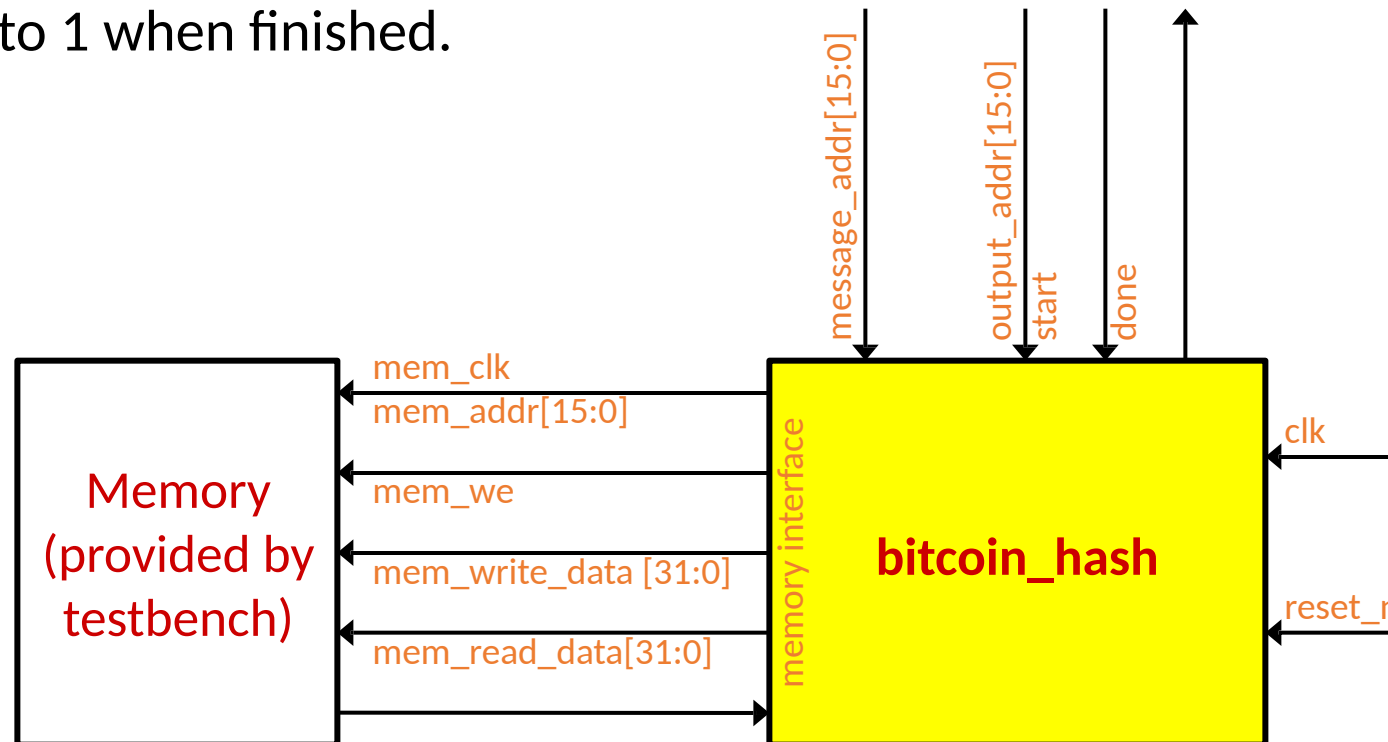 to 1 when finished.
message_addr[15:0]
output_addr[15:0]
start
done
mem_clk
mem_addr[15:0]
mem_we
mem_write_data [31:0]
mem_read_data[31:0]
Memory
(provided by
testbench)
memory interface
bitcoin_hash
clk